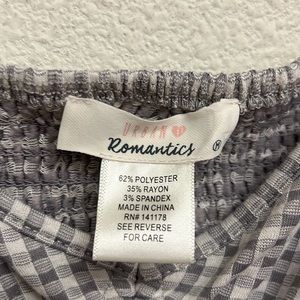 URBAN
Romantics ®
62% POLYESTER
35% RAYON
3% SPANDEX
MADE IN CHINA
RN# 141178
SEE REVERSE
FOR CARE